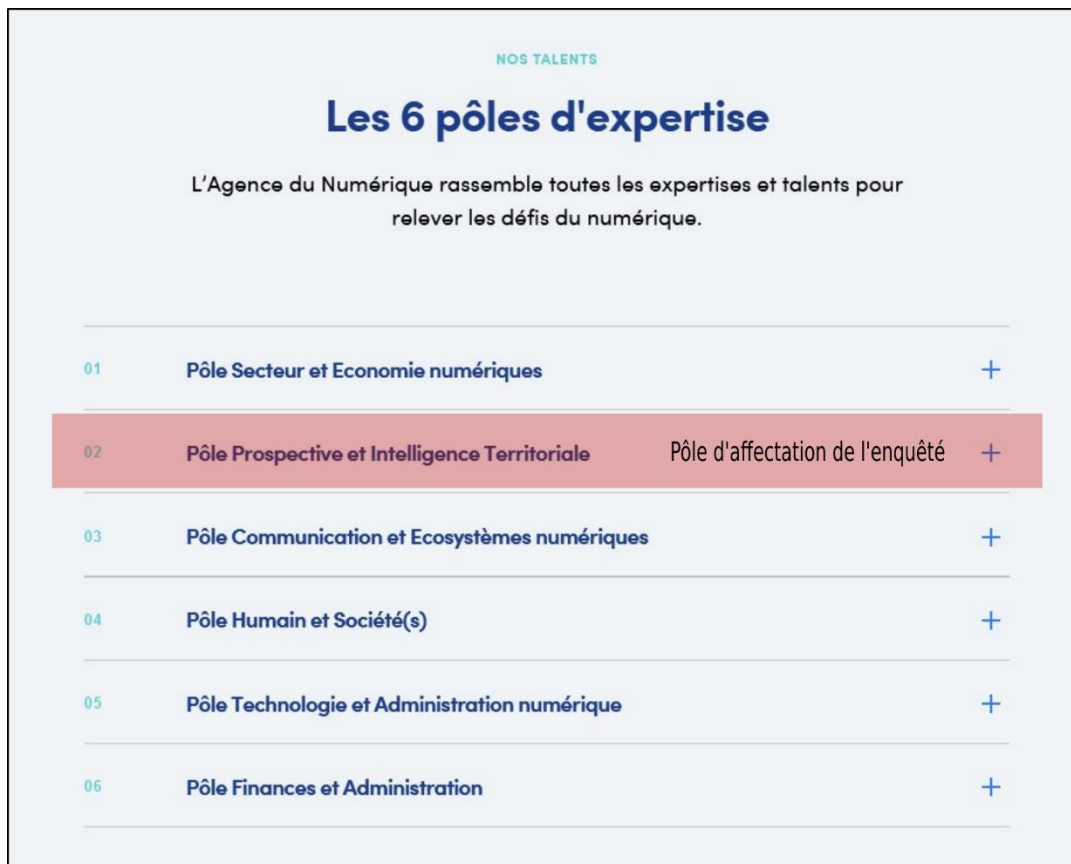 NOS TALENTS
Les 6 pôles d'expertise
L'Agence du Numérique rassemble toutes les expertises et talents pour
relever les défis du numérique.
01 Pôle Secteur et Economie numériques +
02 Pôle Prospective et Intelligence Territoriale Pôle d'affectation de l'enquêté +
03 Pôle Communication et Ecosystèmes numériques +
04 Pôle Humain et Société(s) +
05 Pôle Technologie et Administration numérique +
06 Pôle Finances et Administration +